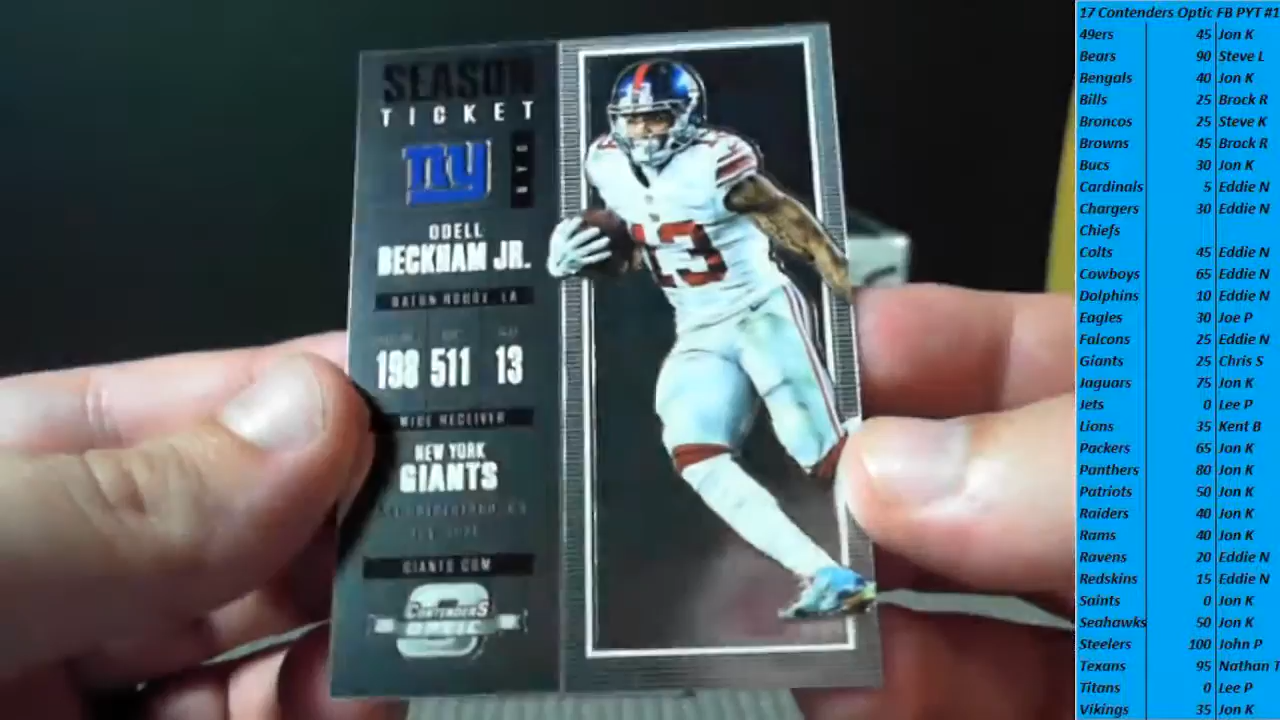 SEASON
TICKET
ny
NYG
ODELL
BECKHAM JR.
BATON ROUGE, LA
198 511 13
WIDE RECEIVER
NEW YORK
GIANTS
GIANTS.COM
CONTENDERS
OPTIC
13
17 Contenders Optic FB PYT #1
49ers 45 Jon K
Bears 90 Steve L
Bengals 40 Jon K
Bills 25 Brock R
Broncos 25 Steve K
Browns 45 Brock R
Bucs 30 Jon K
Cardinals 5 Eddie N
Chargers 30 Eddie N
Chiefs
Colts 45 Eddie N
Cowboys 65 Eddie N
Dolphins 10 Eddie N
Eagles 30 Joe P
Falcons 25 Eddie N
Giants 25 Chris S
Jaguars 75 Jon K
Jets 0 Lee P
Lions 35 Kent B
Packers 65 Jon K
Panthers 80 Jon K
Patriots 50 Jon K
Raiders 40 Jon K
Rams 40 Jon K
Ravens 20 Eddie N
Redskins 15 Eddie N
Saints 0 Jon K
Seahawks 50 Jon K
Steelers 100 John P
Texans 95 Nathan T
Titans 0 Lee P
Vikings 35 Jon K